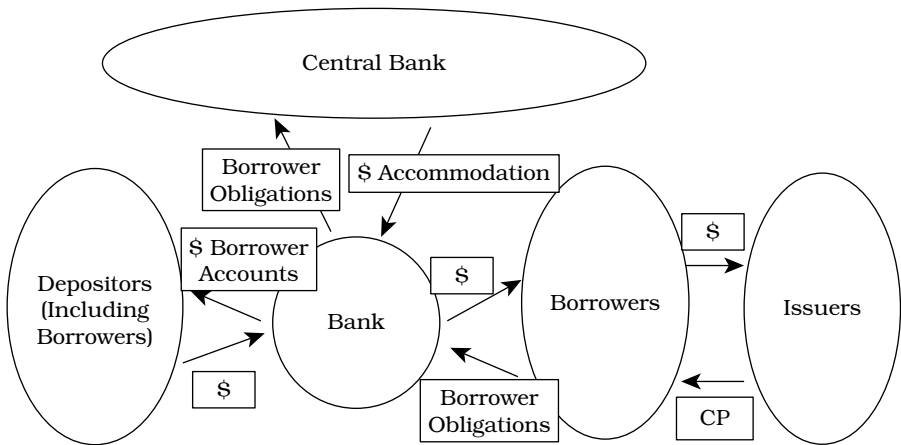 Central Bank
Borrower
Obligations
$ Accommodation
$ Borrower
Accounts
$
$
Depositors
(Including
Borrowers)
Bank
Borrowers
Issuers
$
Borrower
Obligations
CP